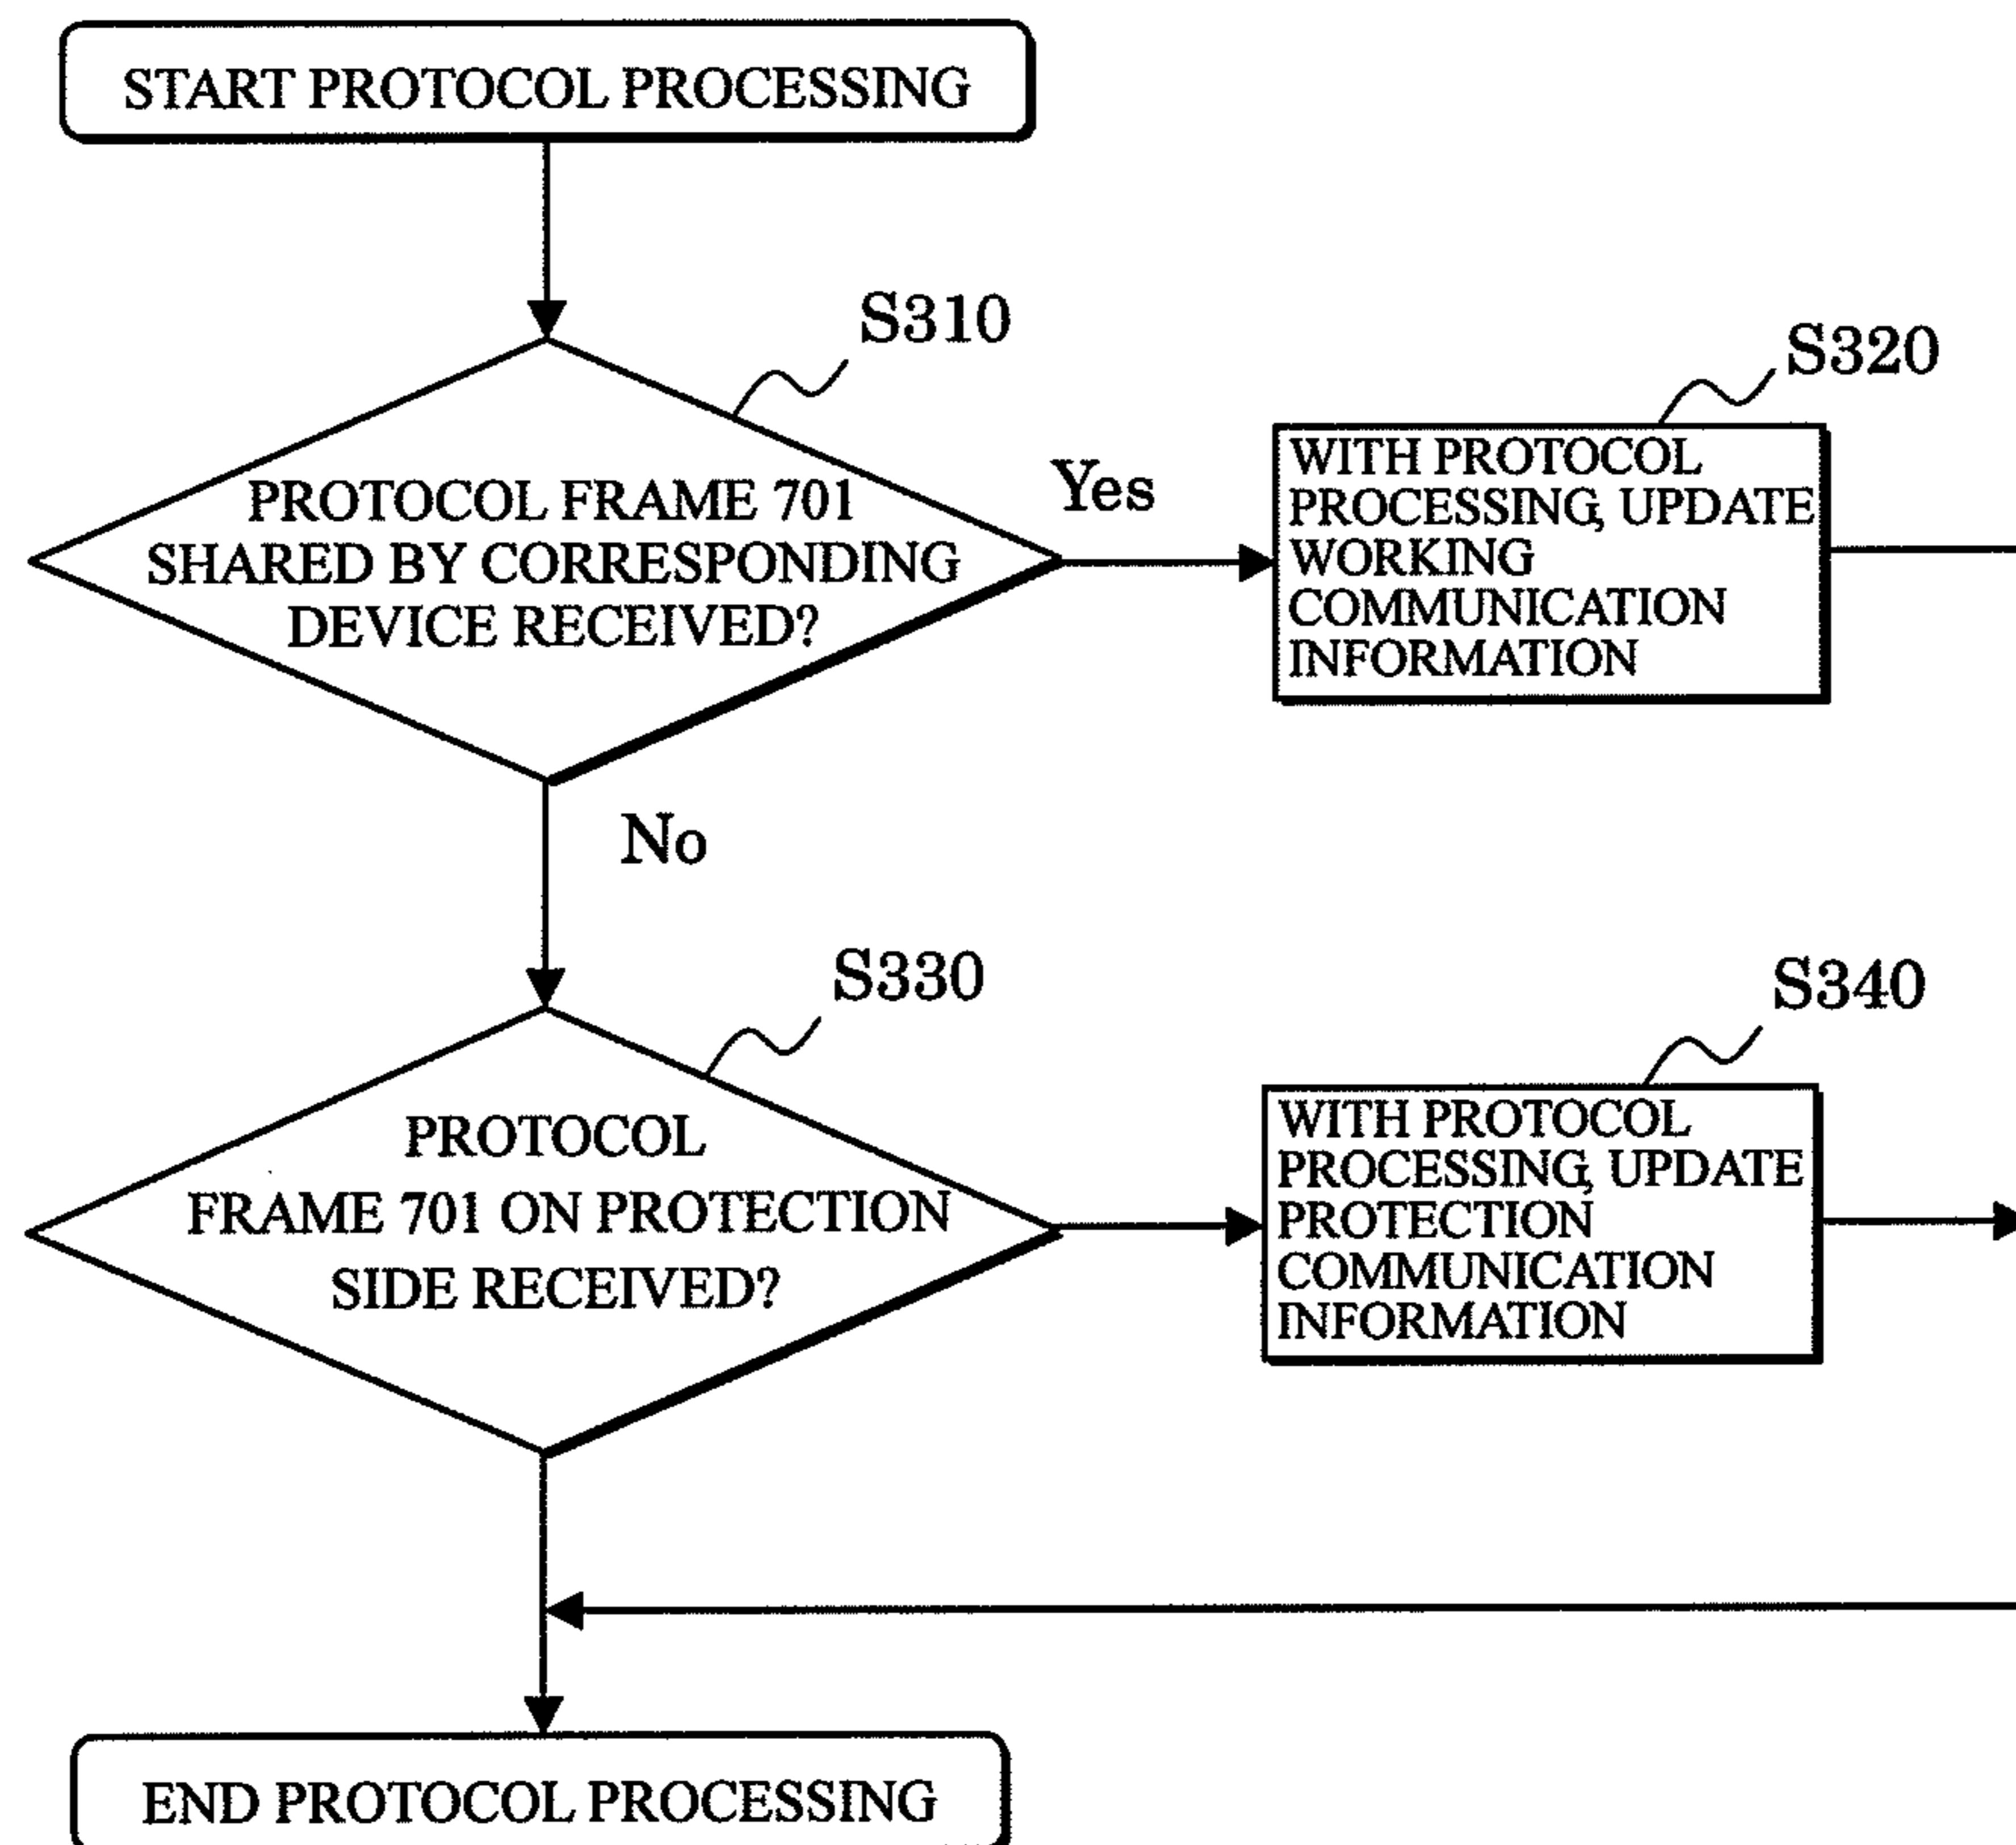 START PROTOCOL PROCESSING
S310
PROTOCOL FRAME 701
SHARED BY CORRESPONDING
DEVICE RECEIVED?
Yes
S320
WITH PROTOCOL
PROCESSING, UPDATE
WORKING
COMMUNICATION
INFORMATION
No
S330
PROTOCOL
FRAME 701 ON PROTECTION
SIDE RECEIVED?
S340
WITH PROTOCOL
PROCESSING, UPDATE
PROTECTION
COMMUNICATION
INFORMATION
END PROTOCOL PROCESSING